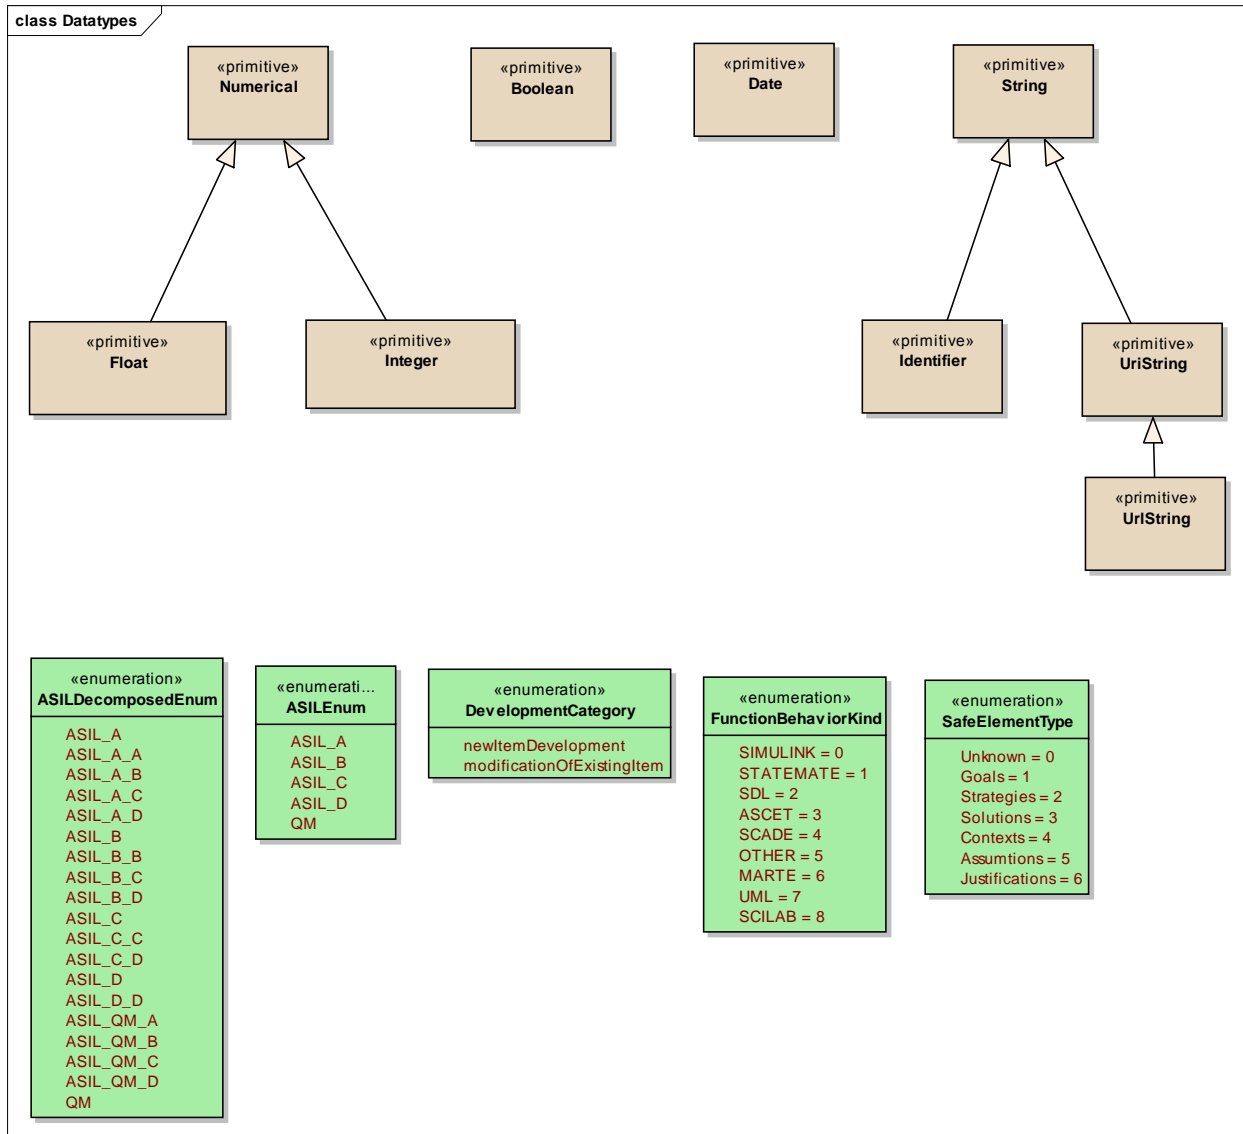 class Datatypes
«primitive»
Numerical
«primitive»
Boolean
«primitive»
Date
«primitive»
String
«primitive»
Float
«primitive»
Integer
«primitive»
Identifier
«primitive»
UriString
«primitive»
UrlString
«enumeration»
ASILDecomposedEnum
ASIL_A
ASIL_A_A
ASIL_A_B
ASIL_A_C
ASIL_A_D
ASIL_B
ASIL_B_B
ASIL_B_C
ASIL_B_D
ASIL_C
ASIL_C_C
ASIL_C_D
ASIL_D
ASIL_D_D
ASIL_QM_A
ASIL_QM_B
ASIL_QM_C
ASIL_QM_D
QM
«enumerati...
ASILEnum
ASIL_A
ASIL_B
ASIL_C
ASIL_D
QM
«enumeration»
DevelopmentCategory
newItemDevelopment
modificationOfExistingItem
«enumeration»
FunctionBehaviorKind
SIMULINK = 0
STATEMATE = 1
SDL = 2
ASCET = 3
SCADE = 4
OTHER = 5
MARTE = 6
UML = 7
SCILAB = 8
«enumeration»
SafeElementType
Unknown = 0
Goals = 1
Strategies = 2
Solutions = 3
Contexts = 4
Assumtions = 5
Justifications = 6